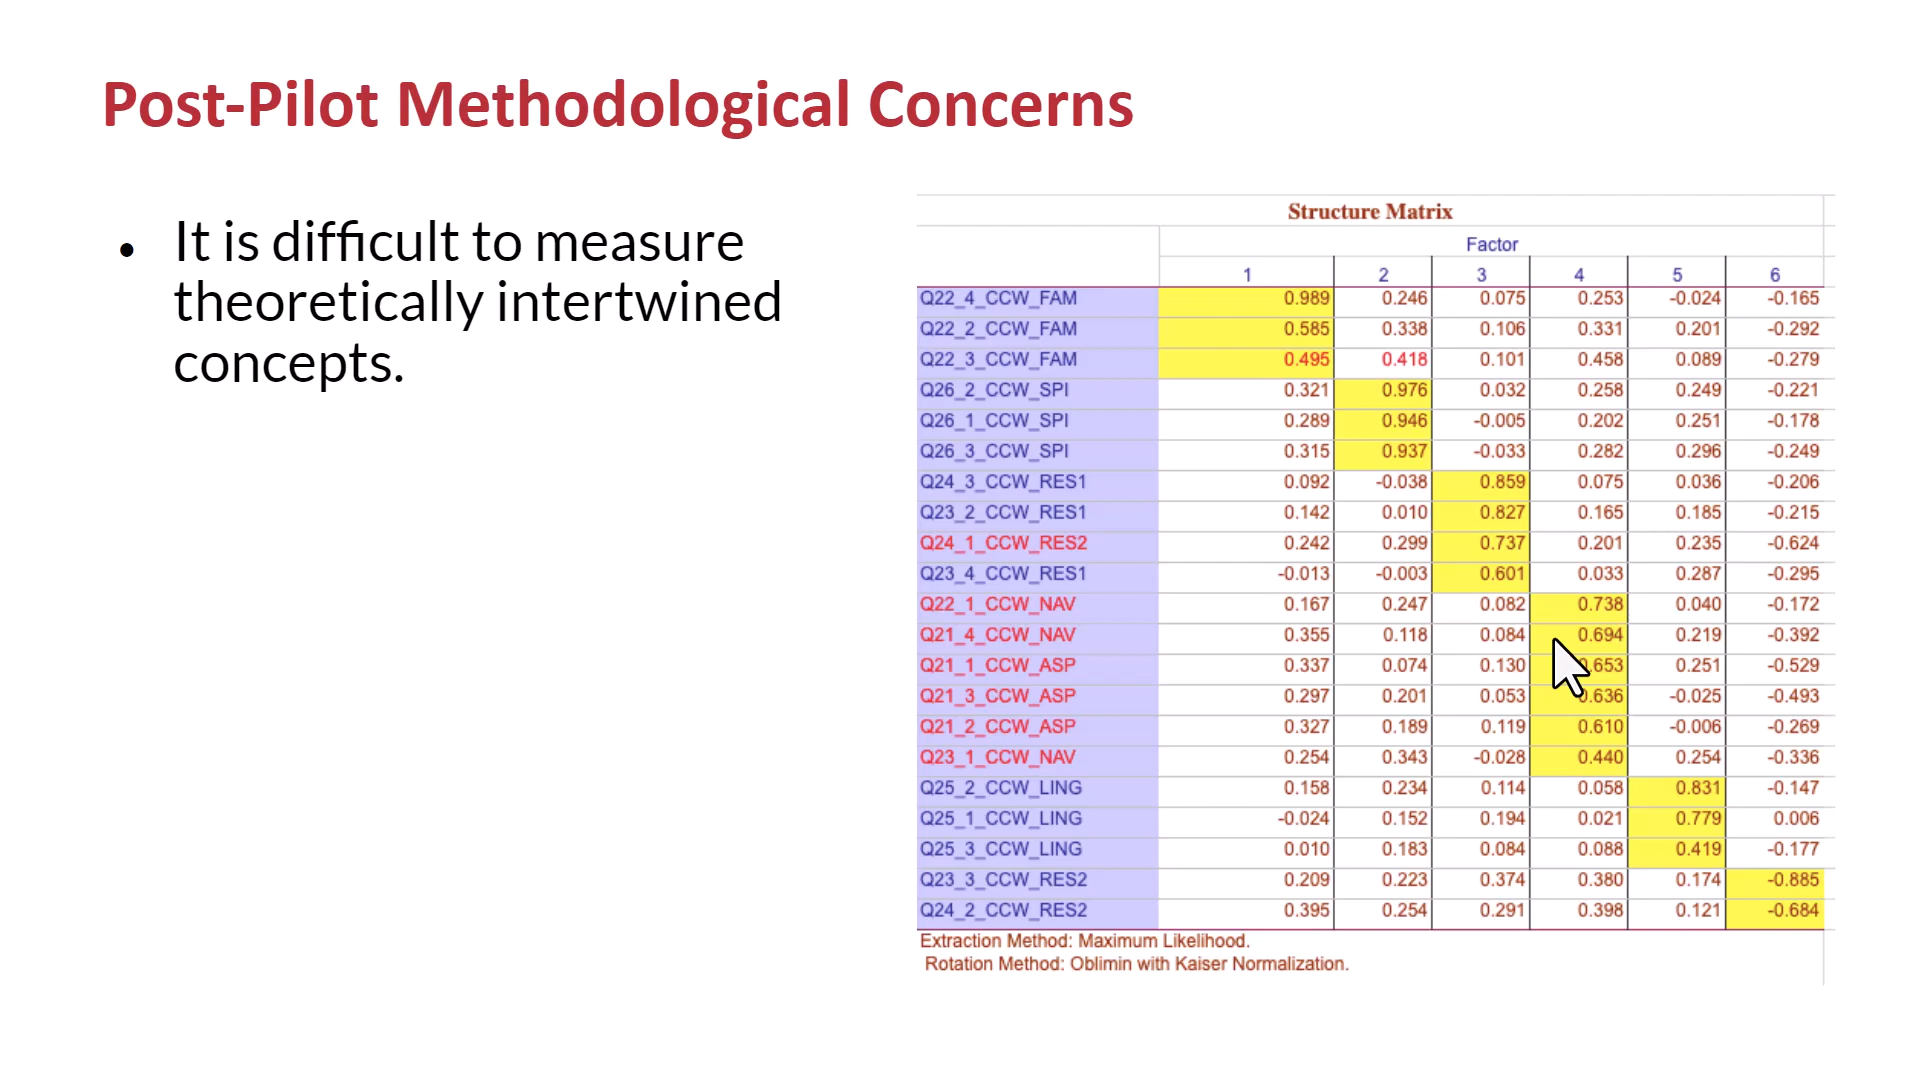 Post-Pilot Methodological Concerns
• It is difficult to measure
theoretically intertwined
concepts.
Structure Matrix
Factor
1 2 3 4 5 6
Q22_4_CCW_FAM 0.989 0.246 0.075 0.253 -0.024 -0.165
Q22_2_CCW_FAM 0.585 0.338 0.106 0.331 0.201 -0.292
Q22_3_CCW_FAM 0.495 0.418 0.101 0.458 0.089 -0.279
Q26_2_CCW_SPI 0.321 0.976 0.032 0.258 0.249 -0.221
Q26_1_CCW_SPI 0.289 0.946 -0.005 0.202 0.251 -0.178
Q26_3_CCW_SPI 0.315 0.937 -0.033 0.282 0.296 -0.249
Q24_3_CCW_RES1 0.092 -0.038 0.859 0.075 0.036 -0.206
Q23_2_CCW_RES1 0.142 0.010 0.827 0.165 0.185 -0.215
Q24_1_CCW_RES2 0.242 0.299 0.737 0.201 0.235 -0.624
Q23_4_CCW_RES1 -0.013 -0.003 0.601 0.033 0.287 -0.295
Q22_1_CCW_NAV 0.167 0.247 0.082 0.738 0.040 -0.172
Q21_4_CCW_NAV 0.355 0.118 0.084 0.694 0.219 -0.392
Q21_1_CCW_ASP 0.337 0.074 0.130 0.653 0.251 -0.529
Q21_3_CCW_ASP 0.297 0.201 0.053 0.636 -0.025 -0.493
Q21_2_CCW_ASP 0.327 0.189 0.119 0.610 -0.006 -0.269
Q23_1_CCW_NAV 0.254 0.343 -0.028 0.440 0.254 -0.336
Q25_2_CCW_LING 0.158 0.234 0.114 0.058 0.831 -0.147
Q25_1_CCW_LING -0.024 0.152 0.194 0.021 0.779 0.006
Q25_3_CCW_LING 0.010 0.183 0.084 0.088 0.419 -0.177
Q23_3_CCW_RES2 0.209 0.223 0.374 0.380 0.174 -0.885
Q24_2_CCW_RES2 0.395 0.254 0.291 0.398 0.121 -0.684
Extraction Method: Maximum Likelihood.
Rotation Method: Oblimin with Kaiser Normalization.